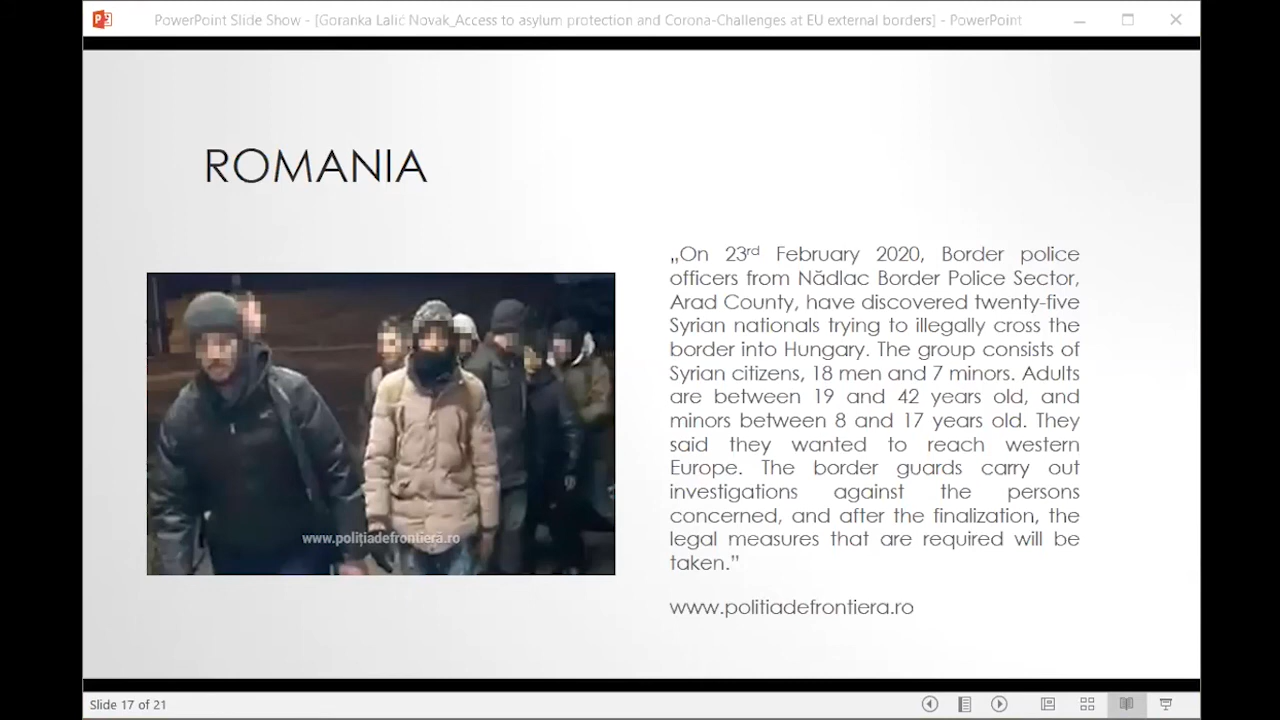 PowerPoint Slide Show - [Goranka Lalić Novak_Access to asylum protection and Corona-Challenges at EU external borders] - PowerPoint
ROMANIA
„On 23rd February 2020, Border police
officers from Nădlac Border Police Sector,
Arad County, have discovered twenty-five
Syrian nationals trying to illegally cross the
border into Hungary. The group consists of
Syrian citizens, 18 men and 7 minors. Adults
are between 19 and 42 years old, and
minors between 8 and 17 years old. They
said they wanted to reach western
Europe. The border guards carry out
investigations against the persons
concerned, and after the finalization, the
legal measures that are required will be
taken.”
www.politiadefrontiera.ro
www.polițiadefrontieră.ro
Slide 17 of 21